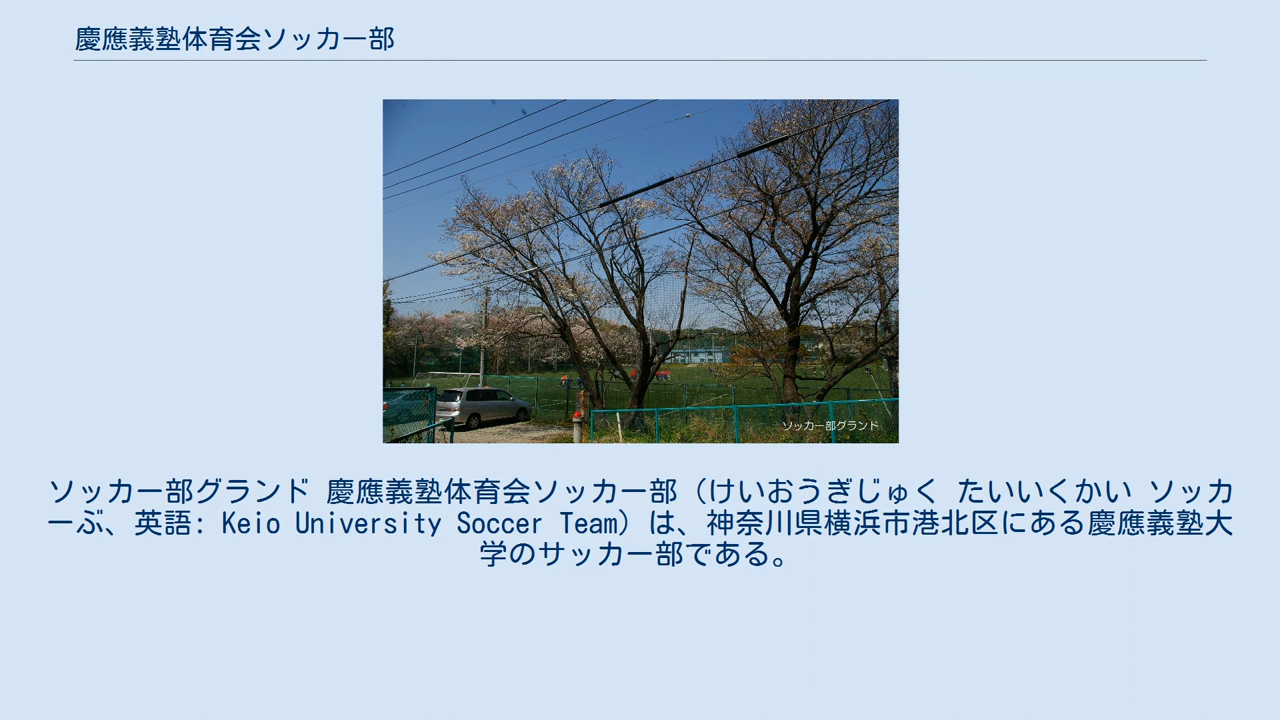 慶應義塾体育会ソッカー部
ソッカー部グランド
ソッカー部グランド 慶應義塾体育会ソッカー部（けいおうぎじゅく たいいくかい ソッカ
ーぶ、英語: Keio University Soccer Team）は、神奈川県横浜市港北区にある慶應義塾大
学のサッカー部である。